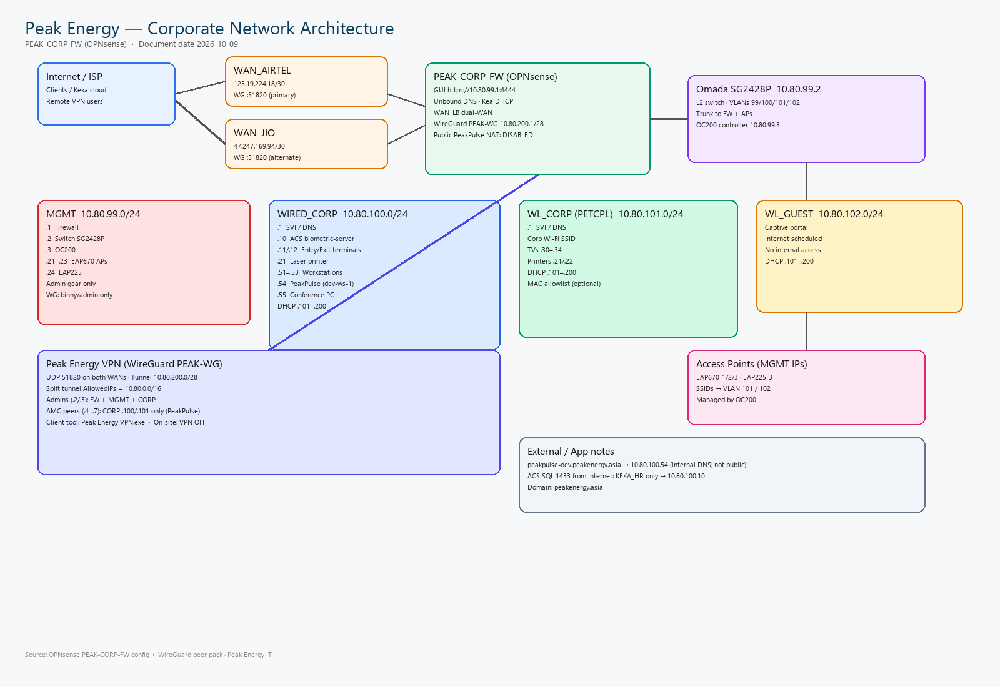 Peak Energy — Corporate Network Architecture
PEAK-CORP-FW (OPNsense)  ·  Document date 2026-10-09
Internet / ISP
Clients / Keka cloud
Remote VPN users
WAN_AIRTEL
125.19.224.18/30
WG :51820 (primary)
WAN_JIO
47.247.169.94/30
WG :51820 (alternate)
PEAK-CORP-FW (OPNsense)
GUI https://10.80.99.1:4444
Unbound DNS · Kea DHCP
WAN_LB dual-WAN
WireGuard PEAK-WG 10.80.200.1/28
Public PeakPulse NAT: DISABLED
Omada SG2428P  10.80.99.2
L2 switch · VLANs 99/100/101/102
Trunk to FW + APs
OC200 controller 10.80.99.3
MGMT  10.80.99.0/24
.1  Firewall
.2  Switch SG2428P
.3  OC200
.21–.23  EAP670 APs
.24  EAP225
Admin gear only
WG: binny/admin only
WIRED_CORP  10.80.100.0/24
.1  SVI / DNS
.10  ACS biometric-server
.11/.12  Entry/Exit terminals
.21  Laser printer
.51–.53  Workstations
.54  PeakPulse (dev-ws-1)
.55  Conference PC
DHCP .101–.200
WL_CORP (PETCPL)  10.80.101.0/24
.1  SVI / DNS
Corp Wi-Fi SSID
TVs .30–.34
Printers .21/.22
DHCP .101–.200
MAC allowlist (optional)
WL_GUEST  10.80.102.0/24
Captive portal
Internet scheduled
No internal access
DHCP .101–.200
Peak Energy VPN (WireGuard PEAK-WG)
UDP 51820 on both WANs · Tunnel 10.80.200.0/28
Split tunnel AllowedIPs = 10.80.0.0/16
Admins (.2/.3): FW + MGMT + CORP
AMC peers (.4–.7): CORP .100/.101 only (PeakPulse)
Client tool: Peak Energy VPN.exe  ·  On-site: VPN OFF
Access Points (MGMT IPs)
EAP670-1/2/3 · EAP225-3
SSIDs → VLAN 101 / 102
Managed by OC200
External / App notes
peakpulse-dev.peakenergy.asia → 10.80.100.54 (internal DNS; not public)
ACS SQL 1433 from Internet: KEKA_HR only → 10.80.100.10
Domain: peakenergy.asia
Source: OPNsense PEAK-CORP-FW config + WireGuard peer pack · Peak Energy IT